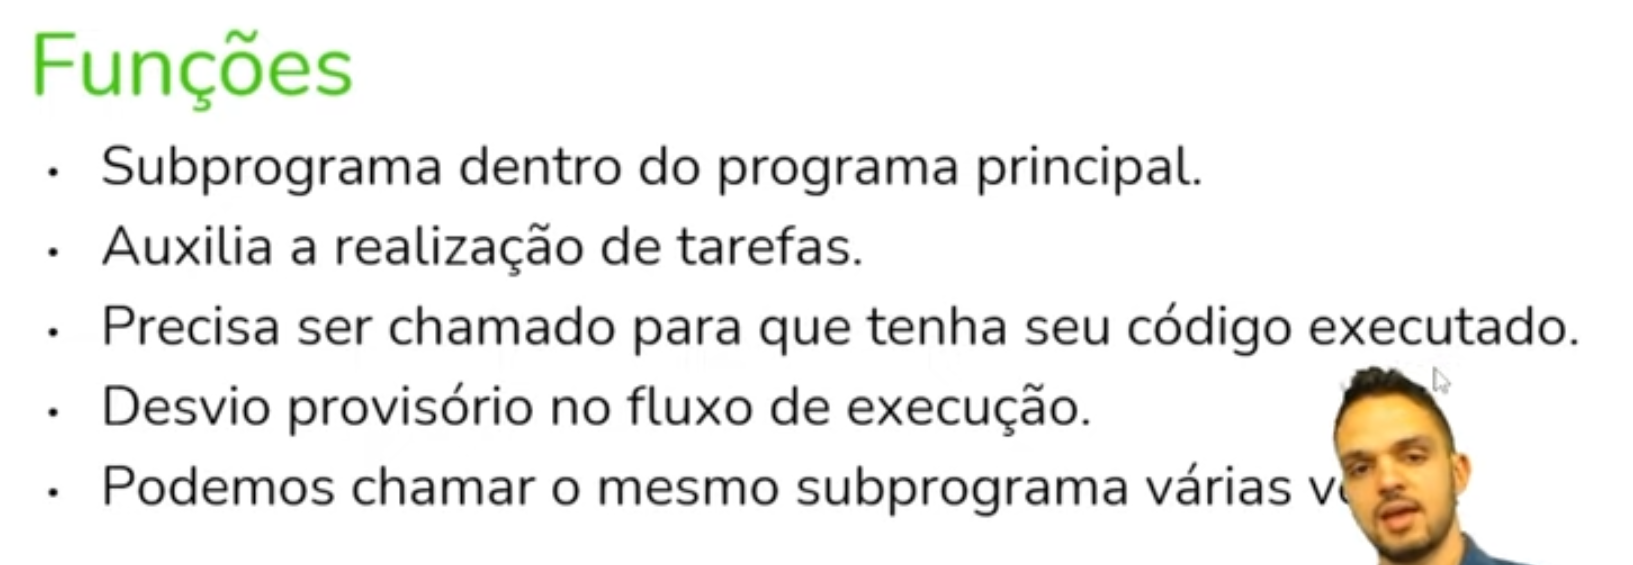 Funções
• Subprograma dentro do programa principal.
• Auxilia a realização de tarefas.
• Precisa ser chamado para que tenha seu código executado.
• Desvio provisório no fluxo de execução.
• Podemos chamar o mesmo subprograma várias